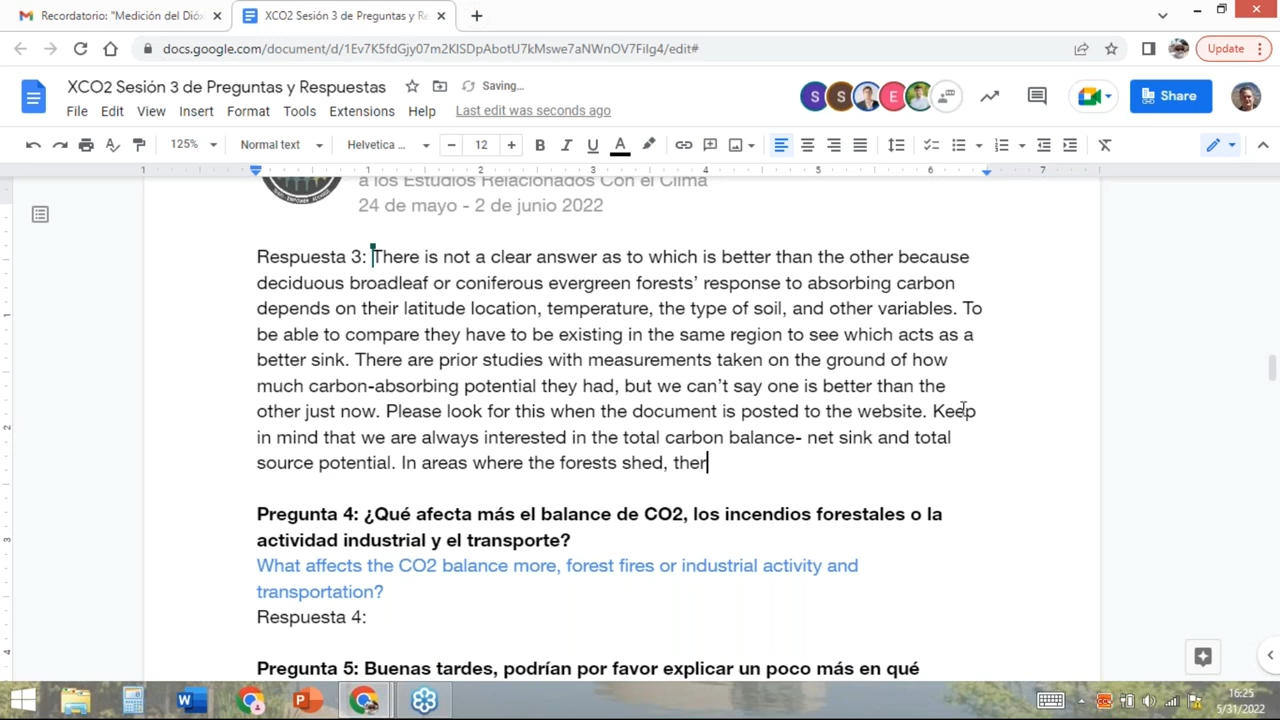 Recordatorio: "Medición del Dióx
XCO2 Sesión 3 de Preguntas y Re
docs.google.com/document/d/1Ev7K5fdGjy07m2KlSDpAbotU7kMswe7aNWnOV7FiIg4/edit#
Update
XCO2 Sesión 3 de Preguntas y Respuestas
Saving...
S
S
E
Share
File Edit View Insert Format Tools Extensions Help
Last edit was seconds ago
125%
Normal text
Helvetica ...
12
B I U A
1 1 2 3 4 5 6 7
a los Estudios Relacionados Con el Clima
24 de mayo - 2 de junio 2022
Respuesta 3: There is not a clear answer as to which is better than the other because
deciduous broadleaf or coniferous evergreen forests’ response to absorbing carbon
depends on their latitude location, temperature, the type of soil, and other variables. To
be able to compare they have to be existing in the same region to see which acts as a
better sink. There are prior studies with measurements taken on the ground of how
much carbon-absorbing potential they had, but we can’t say one is better than the
other just now. Please look for this when the document is posted to the website. Keep
in mind that we are always interested in the total carbon balance- net sink and total
source potential. In areas where the forests shed, ther
Pregunta 4: ¿Qué afecta más el balance de CO2, los incendios forestales o la
actividad industrial y el transporte?
What affects the CO2 balance more, forest fires or industrial activity and
transportation?
Respuesta 4:
Pregunta 5: Buenas tardes, podrían por favor explicar un poco más en qué
16:25
5/31/2022